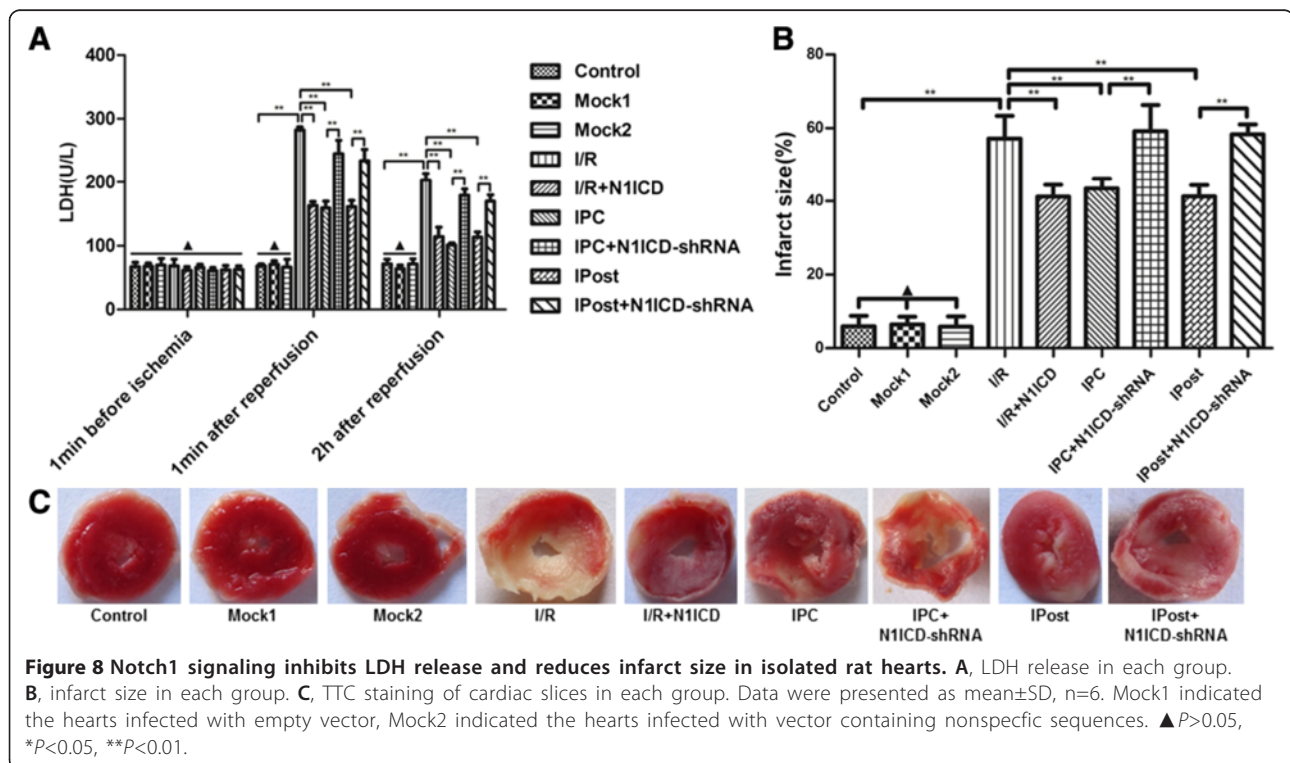 A
400
300
200
100
0
LDH(U/L)
** ** ** ** ** **
** ** ** ** ** **
▲ ▲ ▲
1min before ischemia
1min after reperfusion
2h after reperfusion
Control
Mock1
Mock2
I/R
I/R+N1ICD
IPC
IPC+N1ICD-shRNA
IPost
IPost+N1ICD-shRNA
B
80
60
40
20
0
Infarct size(%)
** ** ** ** ** **
▲
Control
Mock1
Mock2
I/R
I/R+N1ICD
IPC
IPC+N1ICD-shRNA
IPost
IPost+N1ICD-shRNA
C
Control
Mock1
Mock2
I/R
I/R+N1ICD
IPC
IPC+
N1ICD-shRNA
IPost
IPost+
N1ICD-shRNA
Figure 8 Notch1 signaling inhibits LDH release and reduces infarct size in isolated rat hearts. A, LDH release in each group.
B, infarct size in each group. C, TTC staining of cardiac slices in each group. Data were presented as mean±SD, n=6. Mock1 indicated
the hearts infected with empty vector, Mock2 indicated the hearts infected with vector containing nonspecfic sequences. ▲P>0.05,
*P<0.05, **P<0.01.